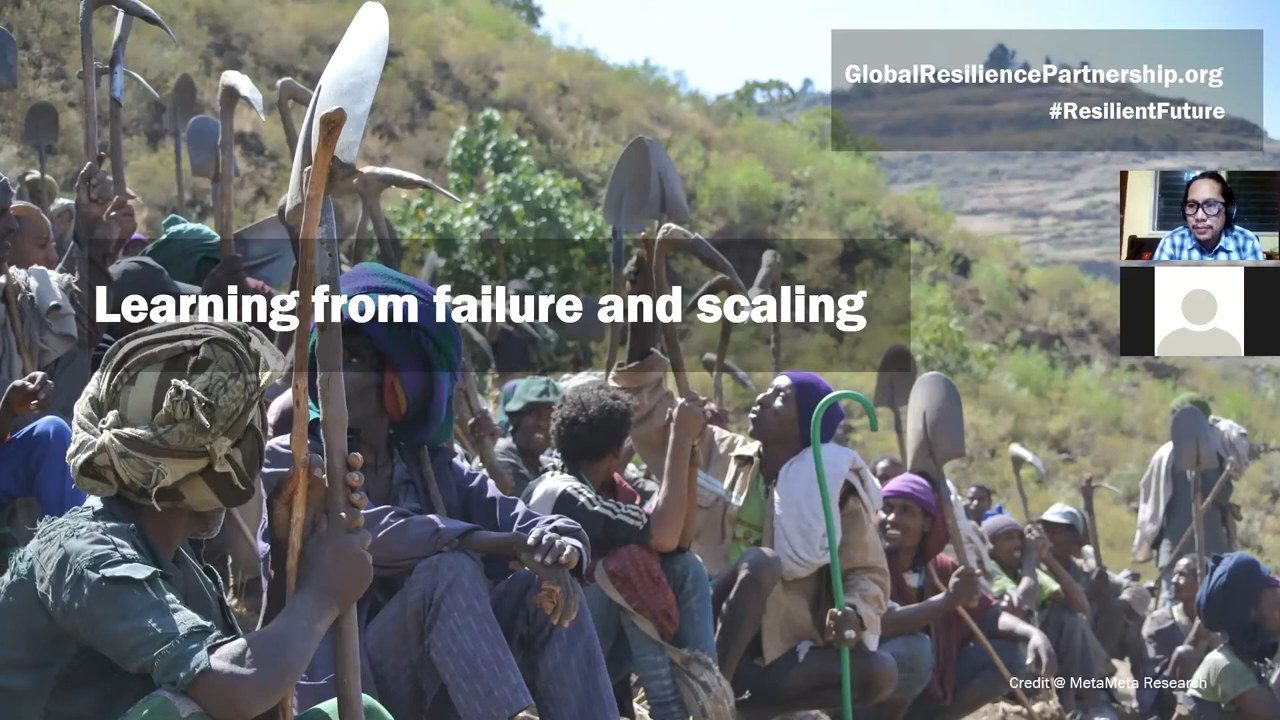 GlobalResiliencePartnership.org
#ResilientFuture
Learning from failure and scaling
Credit @ MetaMeta Research